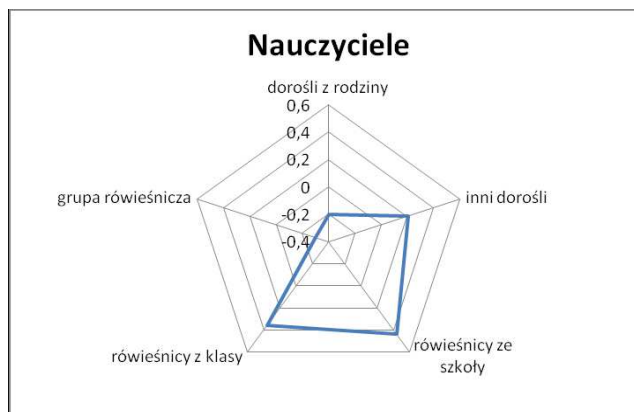 Nauczyciele
dorośli z rodziny
0,6
0,4
0,2
0
-0,2
-0,4
grupa rówieśnicza
inni dorośli
rówieśnicy z klasy
rówieśnicy ze
szkoły